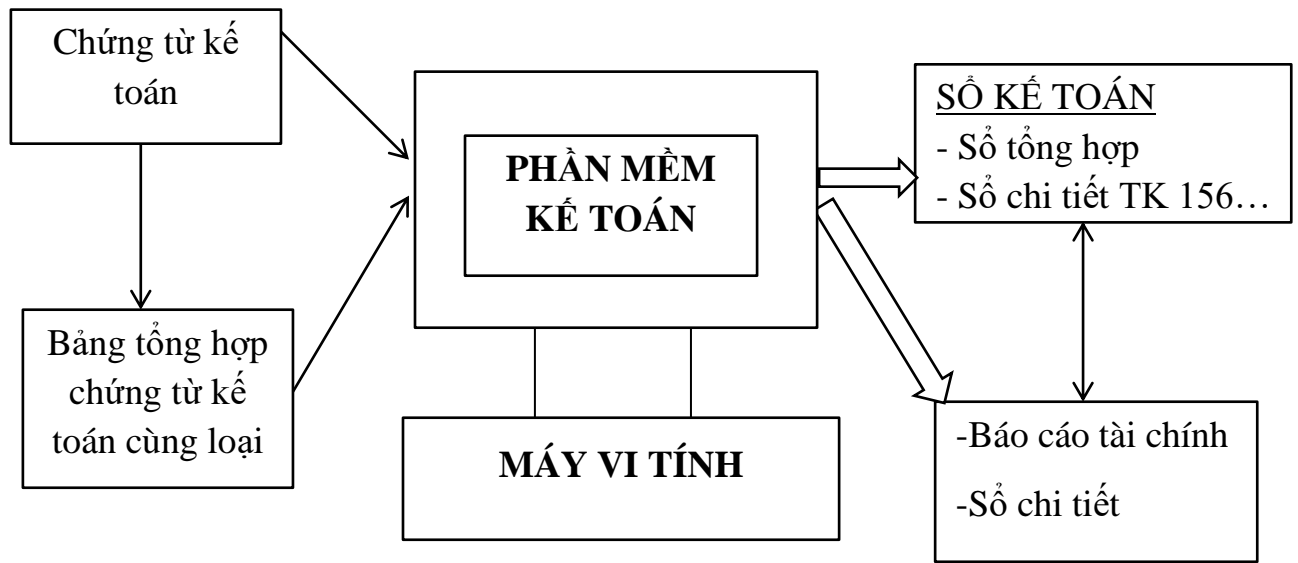 Chứng từ kế
toán
Bảng tổng hợp
chứng từ kế
toán cùng loại
PHẦN MỀM
KẾ TOÁN
MÁY VI TÍNH
SỔ KẾ TOÁN
- Sổ tổng hợp
- Sổ chi tiết TK 156…
-Báo cáo tài chính
-Sổ chi tiết